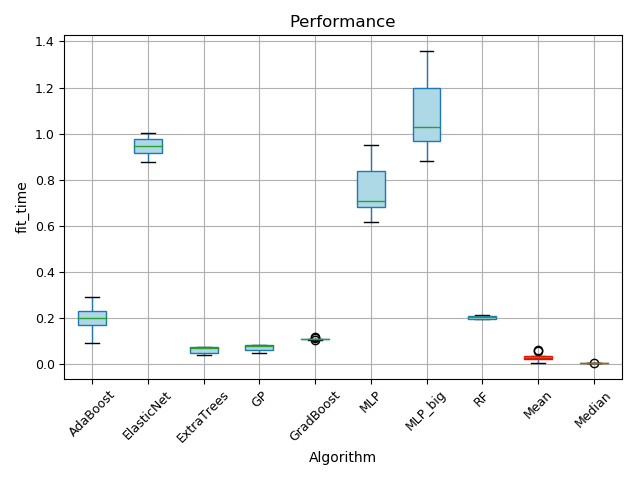 Performance
fit_time
1.4
1.2
1.0
0.8
0.6
0.4
0.2
0.0
AdaBoost
ElasticNet
ExtraTrees
GP
GradBoost
MLP
MLP_big
RF
Mean
Median
Algorithm